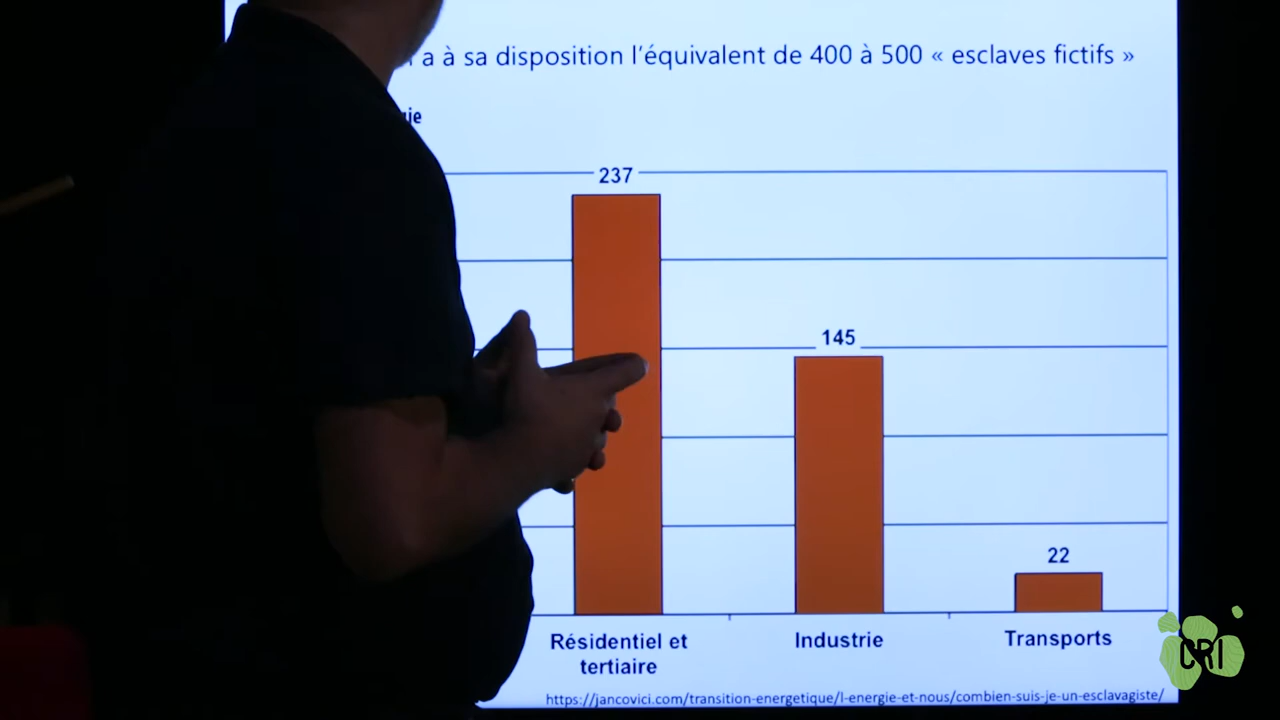 a à sa disposition l'équivalent de 400 à 500 « esclaves fictifs »
237
145
22
Résidentiel et
tertiaire
Industrie
Transports
https://jancovici.com/transition-energetique/l-energie-et-nous/combien-suis-je-un-esclavagiste/
CRI